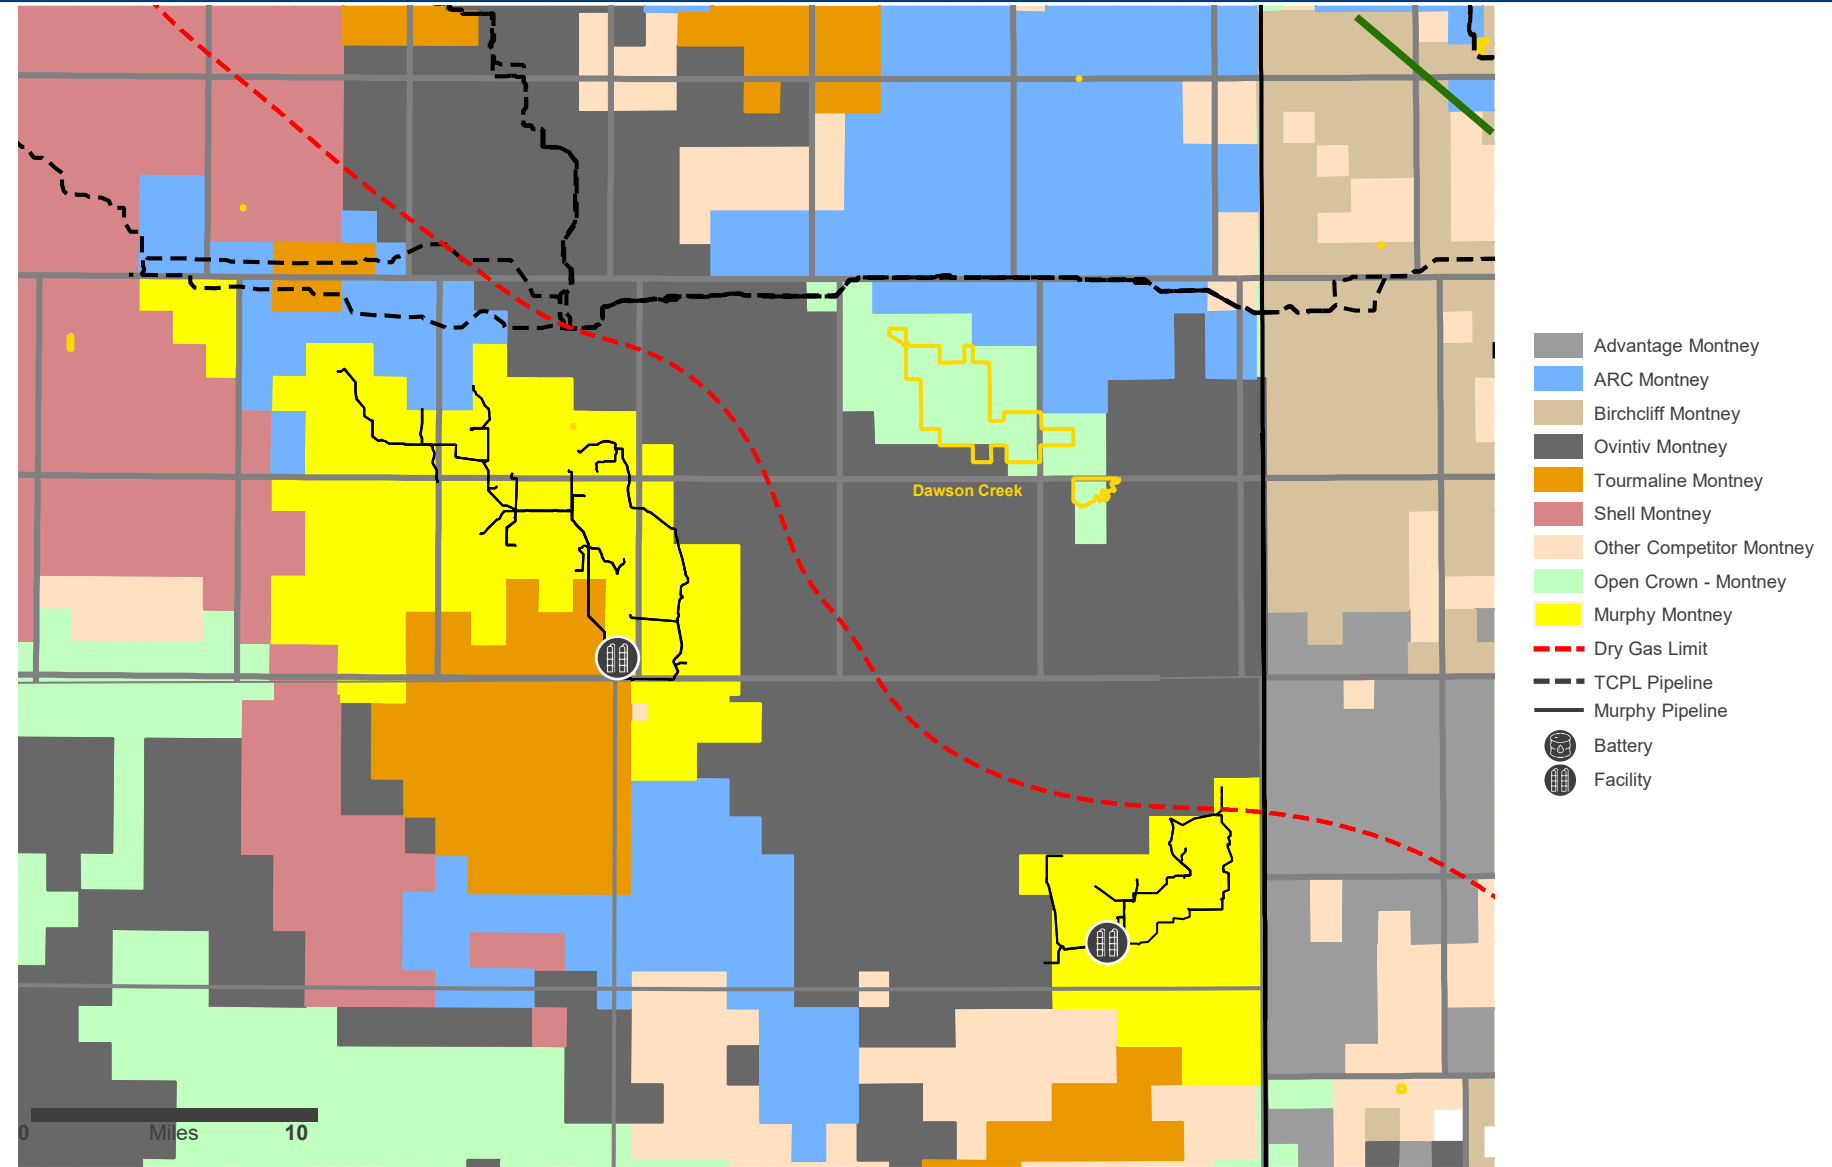 Advantage Montney
ARC Montney
Birchcliff Montney
Ovintiv Montney
Tourmaline Montney
Shell Montney
Other Competitor Montney
Open Crown - Montney
Murphy Montney
Dry Gas Limit
TCPL Pipeline
Murphy Pipeline
Battery
Facility
Dawson Creek
0 Miles 10